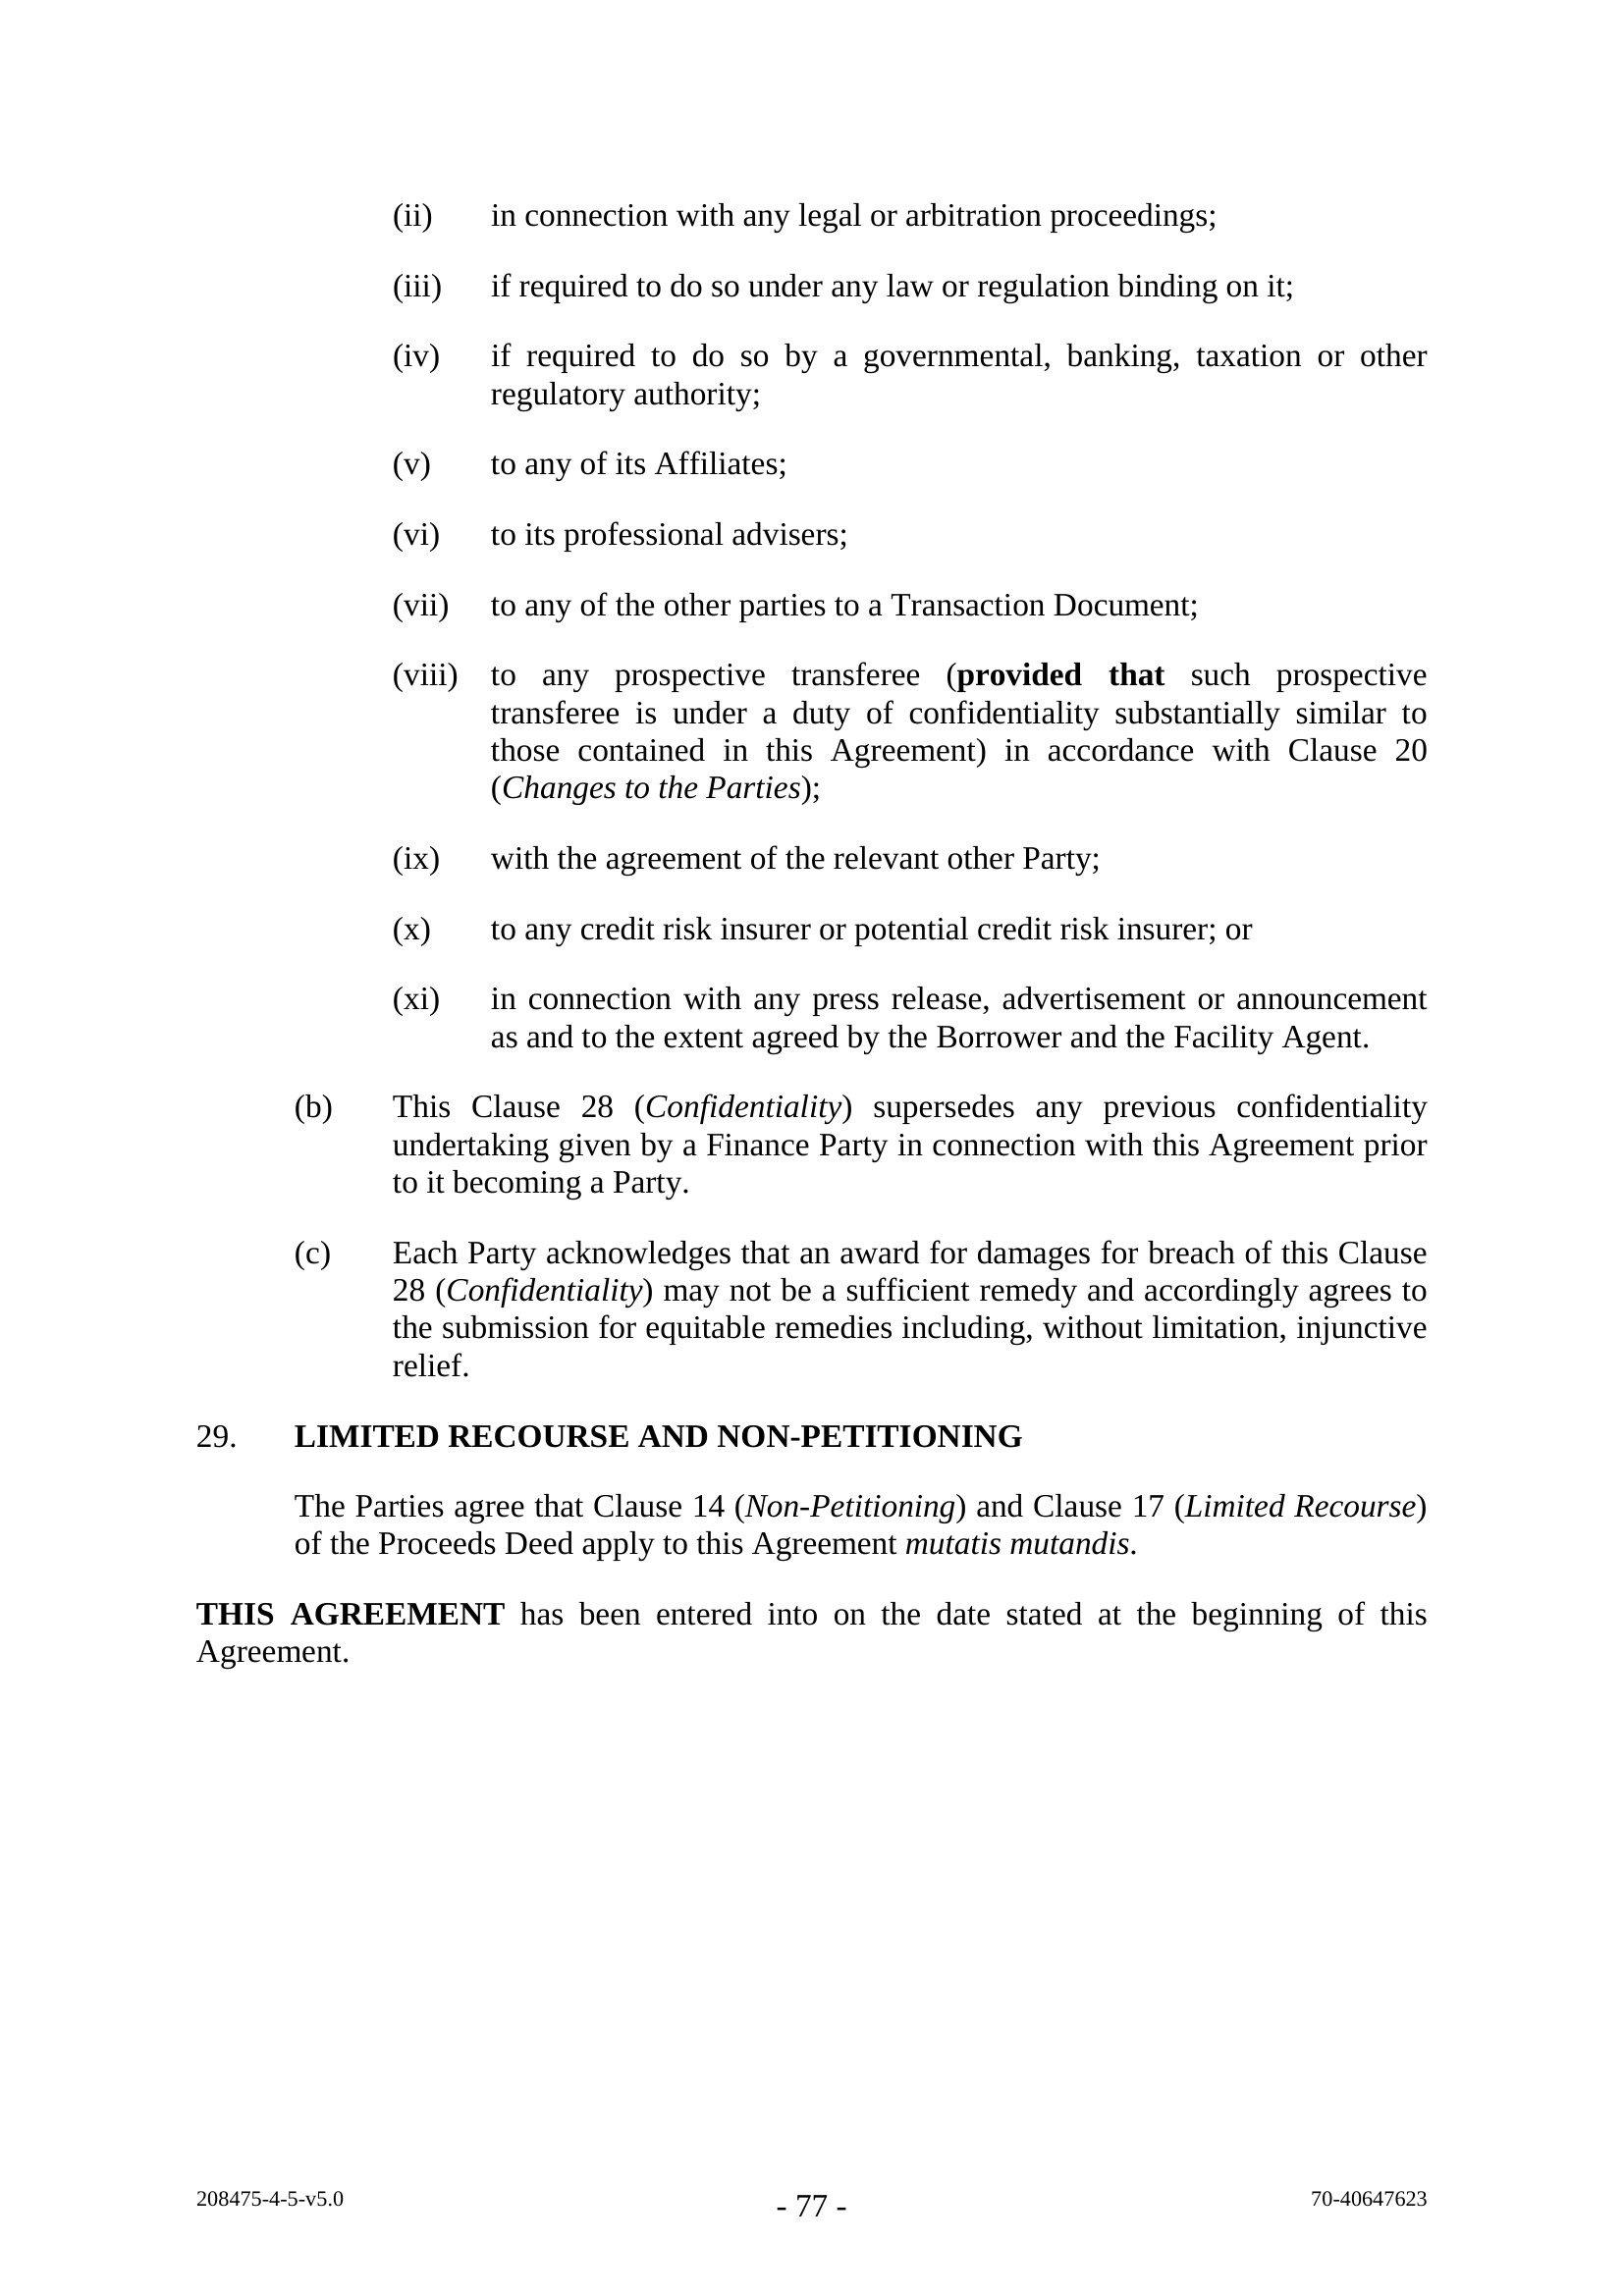 (ii) in connection with any legal or arbitration proceedings;
(iii) if required to do so under any law or regulation binding on it;
(iv) if required to do so by a governmental, banking, taxation or other
regulatory authority;
(v) to any of its Affiliates;
(vi) to its professional advisers;
(vii) to any of the other parties to a Transaction Document;
(viii) to any prospective transferee (provided that such prospective
transferee is under a duty of confidentiality substantially similar to
those contained in this Agreement) in accordance with Clause 20
(Changes to the Parties);
(ix) with the agreement of the relevant other Party;
(x) to any credit risk insurer or potential credit risk insurer; or
(xi) in connection with any press release, advertisement or announcement
as and to the extent agreed by the Borrower and the Facility Agent.
(b) This Clause 28 (Confidentiality) supersedes any previous confidentiality
undertaking given by a Finance Party in connection with this Agreement prior
to it becoming a Party.
(c) Each Party acknowledges that an award for damages for breach of this Clause
28 (Confidentiality) may not be a sufficient remedy and accordingly agrees to
the submission for equitable remedies including, without limitation, injunctive
relief.
29. LIMITED RECOURSE AND NON-PETITIONING
The Parties agree that Clause 14 (Non-Petitioning) and Clause 17 (Limited Recourse)
of the Proceeds Deed apply to this Agreement mutatis mutandis.
THIS AGREEMENT has been entered into on the date stated at the beginning of this
Agreement.
208475-4-5-v5.0 - 77 - 70-40647623